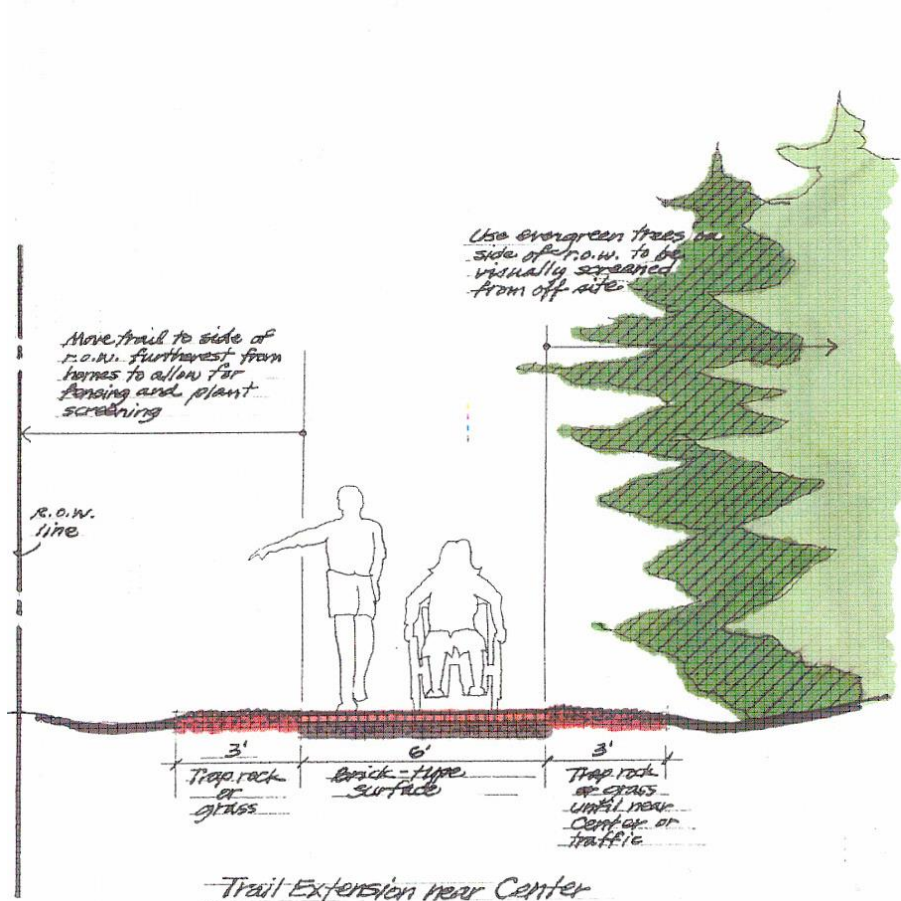 Use evergreen trees on
side of r.o.w. to be
visually screened
from off site
Move trail to side of
r.o.w. furtherest from
homes to allow for
fencing and plant
screening
r.o.w.
line
3'
Trap rock
or
grass
6'
Brick-type
surface
3'
Trap rock
or grass
until near
Center or
traffic
Trail Extension near Center